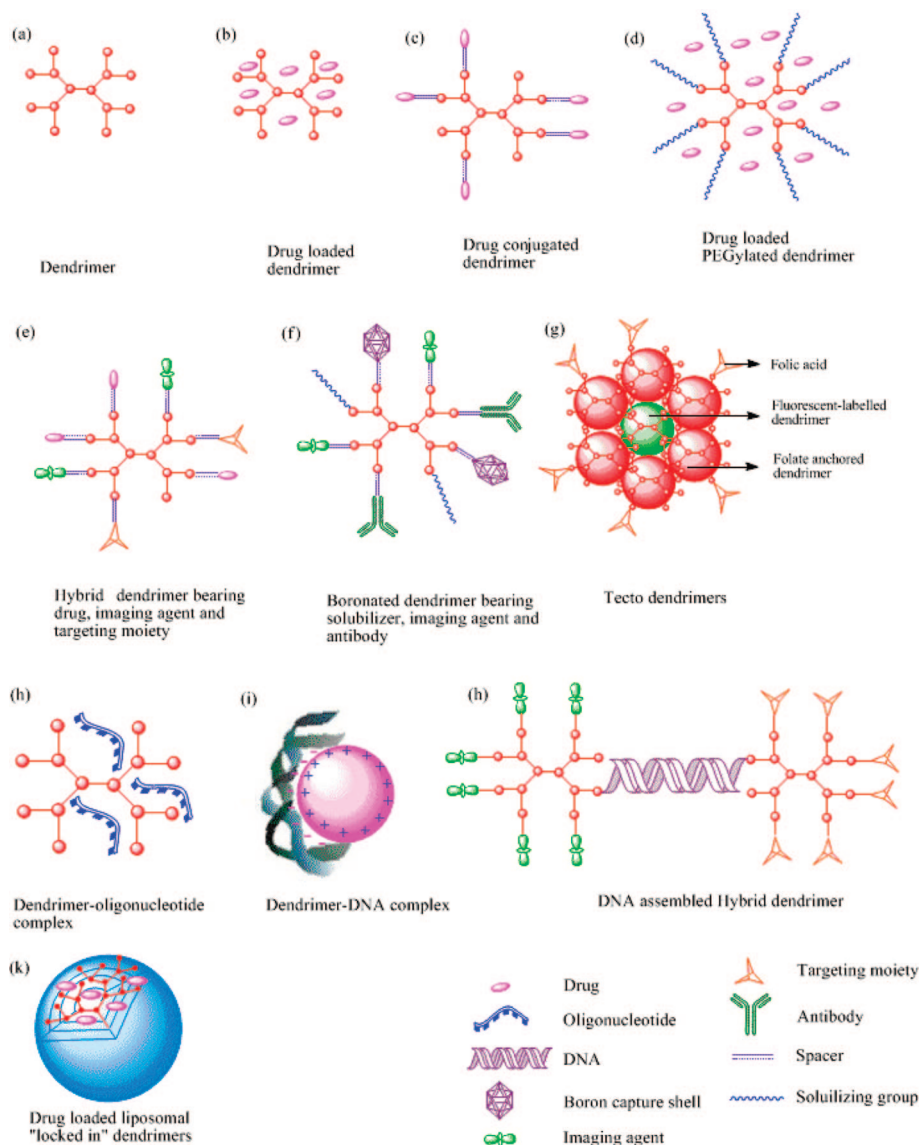 (a)
(b)
(c)
(d)
Dendrimer
Drug loaded
dendrimer
Drug conjugated
dendrimer
Drug loaded
PEGylated dendrimer
(e)
(f)
(g)
Folic acid
Fluorescent-labelled
dendrimer
Folate anchored
dendrimer
Hybrid dendrimer bearing
drug, imaging agent and
targeting moiety
Boronated dendrimer bearing
solubilizer, imaging agent and
antibody
Tecto dendrimers
(h)
(i)
(h)
Dendrimer-oligonucleotide
complex
Dendrimer-DNA complex
DNA assembled Hybrid dendrimer
(k)
Drug loaded liposomal
"locked in" dendrimers
Drug
Oligonucleotide
DNA
Boron capture shell
Imaging agent
Targeting moiety
Antibody
Spacer
Soluilizing group